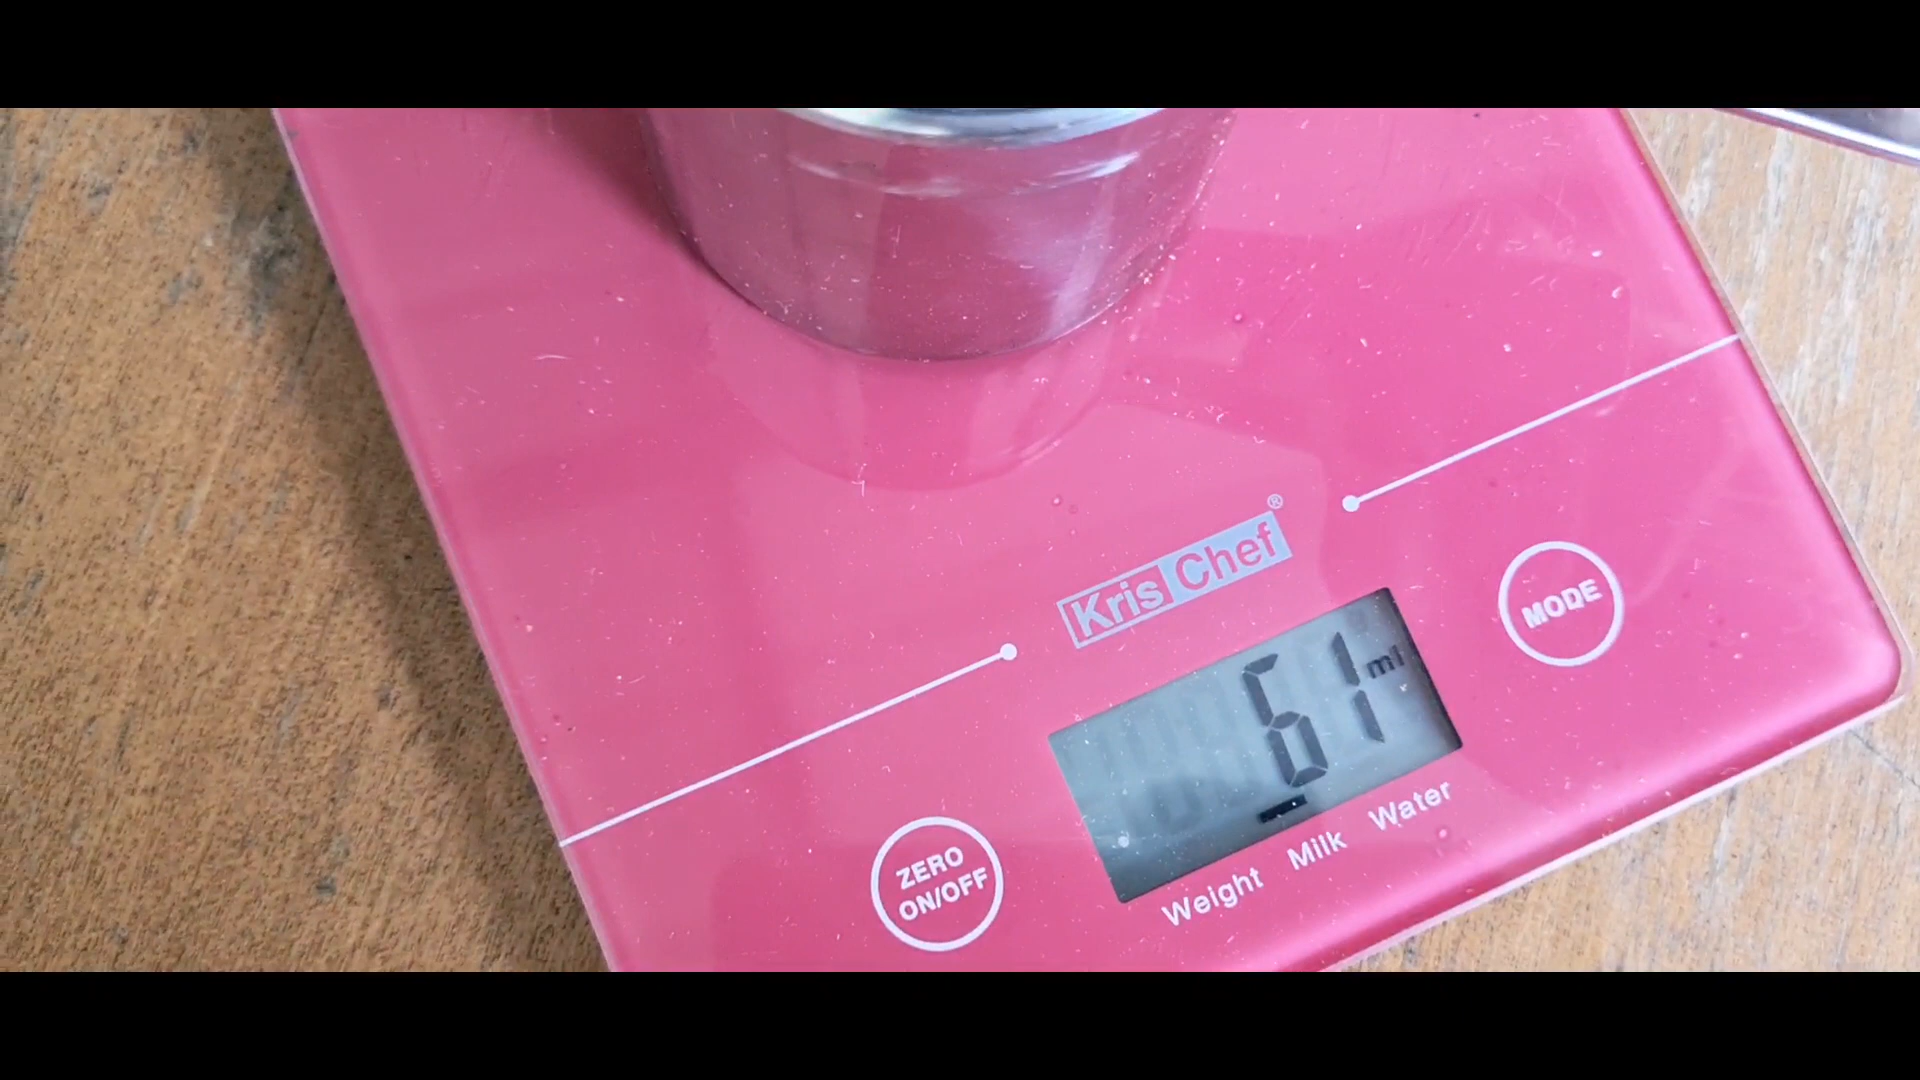 Kris Chef®
MODE
61 ml
ZERO
ON/OFF
Weight Milk Water